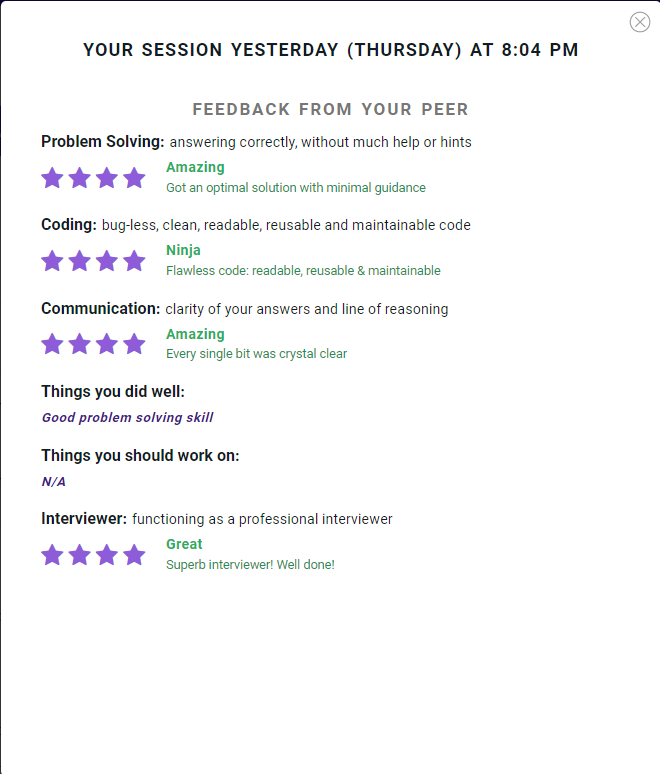 YOUR SESSION YESTERDAY (THURSDAY) AT 8:04 PM
FEEDBACK FROM YOUR PEER
Problem Solving: answering correctly, without much help or hints
Amazing
Got an optimal solution with minimal guidance
Coding: bug-less, clean, readable, reusable and maintainable code
Ninja
Flawless code: readable, reusable & maintainable
Communication: clarity of your answers and line of reasoning
Amazing
Every single bit was crystal clear
Things you did well:
Good problem solving skill
Things you should work on:
N/A
Interviewer: functioning as a professional interviewer
Great
Superb interviewer! Well done!